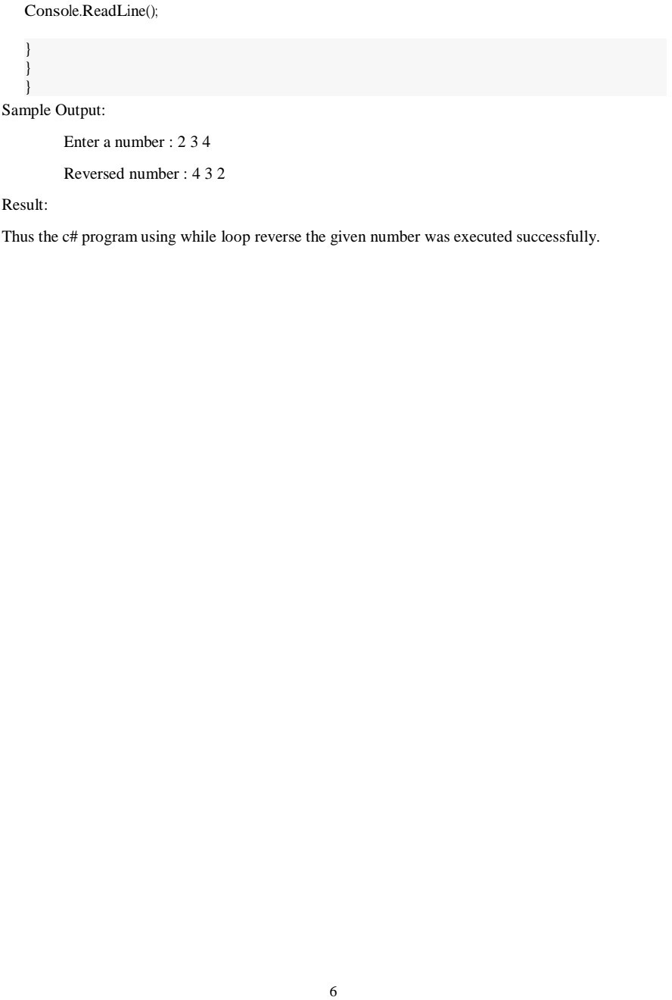 Console.ReadLine();
}
}
}
Sample Output:
Enter a number : 2 3 4
Reversed number : 4 3 2
Result:
Thus the c# program using while loop reverse the given number was executed successfully.
6